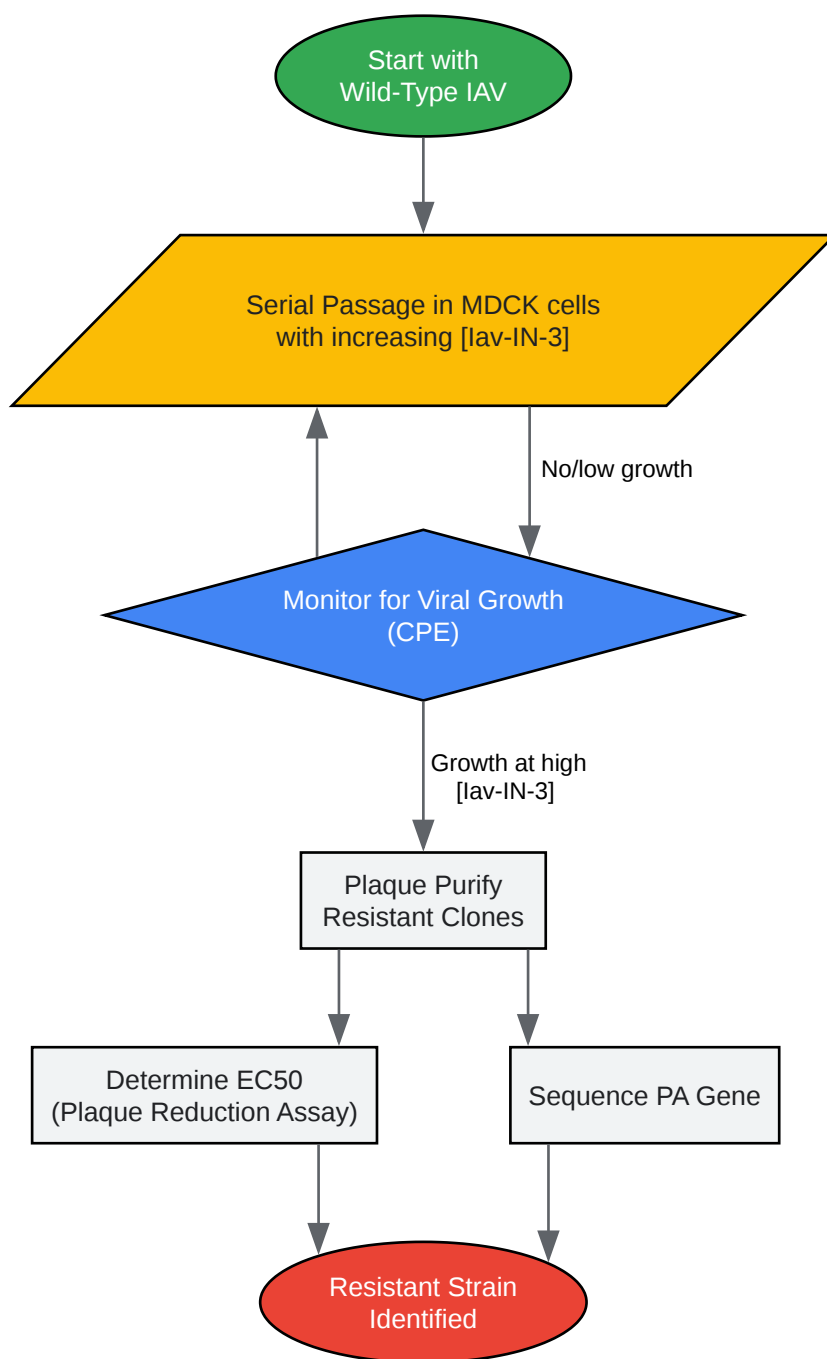 Start with
Wild-Type IAV
Serial Passage in MDCK cells
with increasing [Iav-IN-3]
No/low growth
Monitor for Viral Growth
(CPE)
Growth at high
[Iav-IN-3]
Plaque Purify
Resistant Clones
Determine EC50
(Plaque Reduction Assay)
Sequence PA Gene
Resistant Strain
Identified